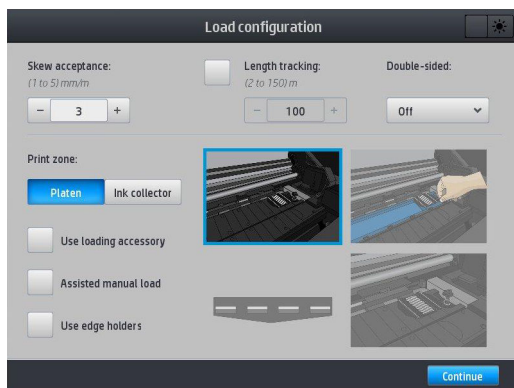 Load configuration
Skew acceptance:
(1 to 5) mm/m
− 3 +
Length tracking:
(2 to 150) m
− 100 +
Double-sided:
Off
Print zone:
Platen
Ink collector
Use loading accessory
Assisted manual load
Use edge holders
Continue